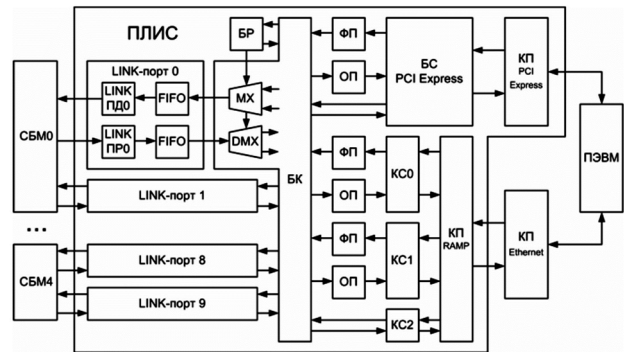 ПЛИС
БР
LINK-порт 0
LINK
ПД0
FIFO
MX
LINK
ПР0
FIFO
DMX
СБМ0
LINK-порт 1
...
LINK-порт 8
СБМ4
LINK-порт 9
БК
ФП
ОП
БС
PCI Express
КП
PCI
Express
ПЭВМ
ФП
ОП
КС0
ФП
ОП
КС1
КС2
КП
RAMP
КП
Ethernet